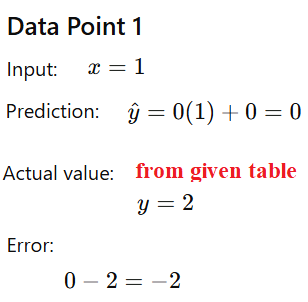 Data Point 1
Input: x = 1
Prediction: ŷ = 0(1) + 0 = 0
Actual value: from given table
y = 2
Error:
0 − 2 = −2